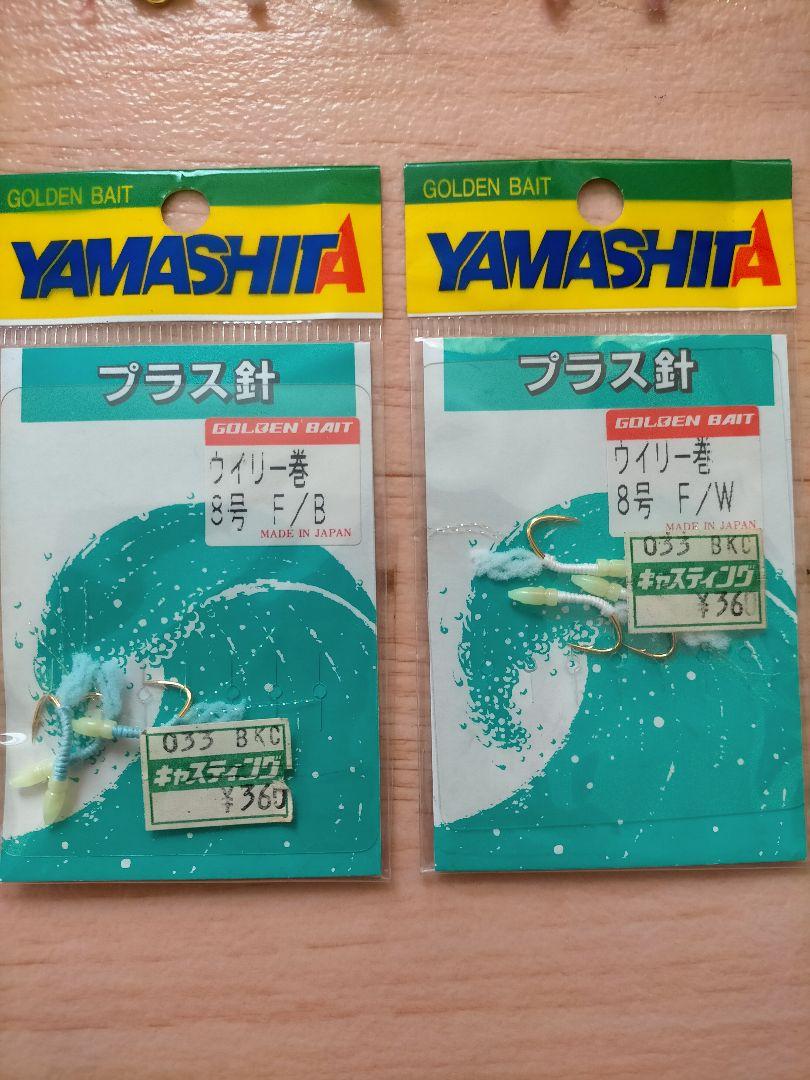 GOLDEN BAIT
YAMASHITA
プラス針
GOLDEN BAIT
ウイリー巻
8号 F/B
MADE IN JAPAN
033 BKC
キャスティング
¥360
GOLDEN BAIT
YAMASHITA
プラス針
GOLDEN BAIT
ウイリー巻
8号 F/W
MADE IN JAPAN
033 BKC
キャスティング
¥360